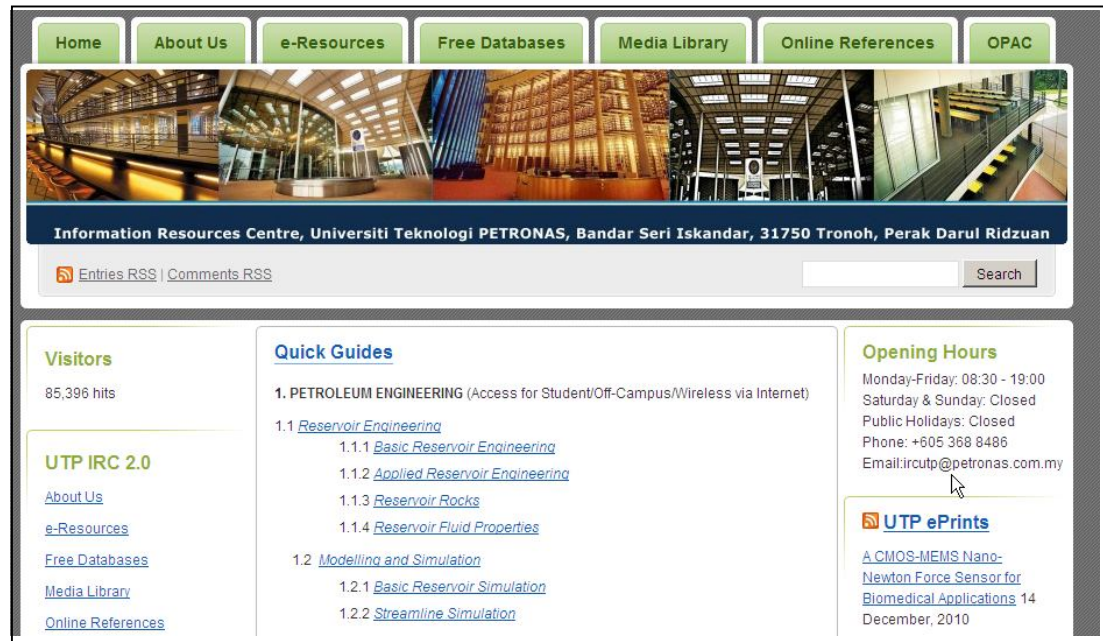 Home
About Us
e-Resources
Free Databases
Media Library
Online References
OPAC
Information Resources Centre, Universiti Teknologi PETRONAS, Bandar Seri Iskandar, 31750 Tronoh, Perak Darul Ridzuan
Entries RSS | Comments RSS
Search
Visitors
85,396 hits
UTP IRC 2.0
About Us
e-Resources
Free Databases
Media Library
Online References
Quick Guides
1. PETROLEUM ENGINEERING (Access for Student/Off-Campus/Wireless via Internet)
1.1 Reservoir Engineering
1.1.1 Basic Reservoir Engineering
1.1.2 Applied Reservoir Engineering
1.1.3 Reservoir Rocks
1.1.4 Reservoir Fluid Properties
1.2 Modelling and Simulation
1.2.1 Basic Reservoir Simulation
1.2.2 Streamline Simulation
Opening Hours
Monday-Friday: 08:30 - 19:00
Saturday & Sunday: Closed
Public Holidays: Closed
Phone: +605 368 8486
Email:ircutp@petronas.com.my
UTP ePrints
A CMOS-MEMS Nano-
Newton Force Sensor for
Biomedical Applications 14
December, 2010